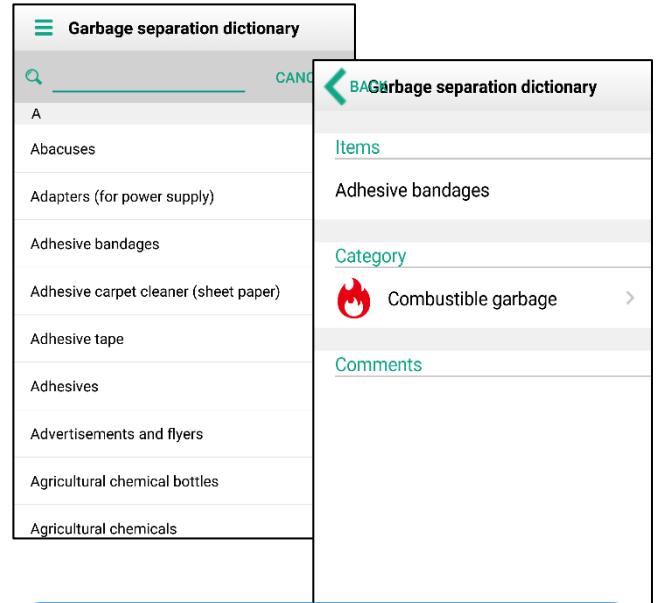 Garbage separation dictionary
CANC
A
Abacuses
Adapters (for power supply)
Adhesive bandages
Adhesive carpet cleaner (sheet paper)
Adhesive tape
Adhesives
Advertisements and flyers
Agricultural chemical bottles
Agricultural chemicals
BACK
Garbage separation dictionary
Items
Adhesive bandages
Category
Combustible garbage
Comments